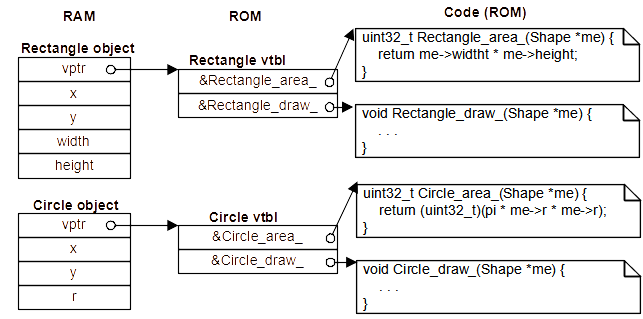 RAM
ROM
Code (ROM)
Rectangle object
vptr
x
y
width
height
Rectangle vtbl
&Rectangle_area_
&Rectangle_draw_
uint32_t Rectangle_area_(Shape *me) {
return me->widtht * me->height;
}
void Rectangle_draw_(Shape *me) {
. . .
}
Circle object
vptr
x
y
r
Circle vtbl
&Circle_area_
&Circle_draw_
uint32_t Circle_area_(Shape *me) {
return (uint32_t)(pi * me->r * me->r);
}
void Circle_draw_(Shape *me) {
. . .
}